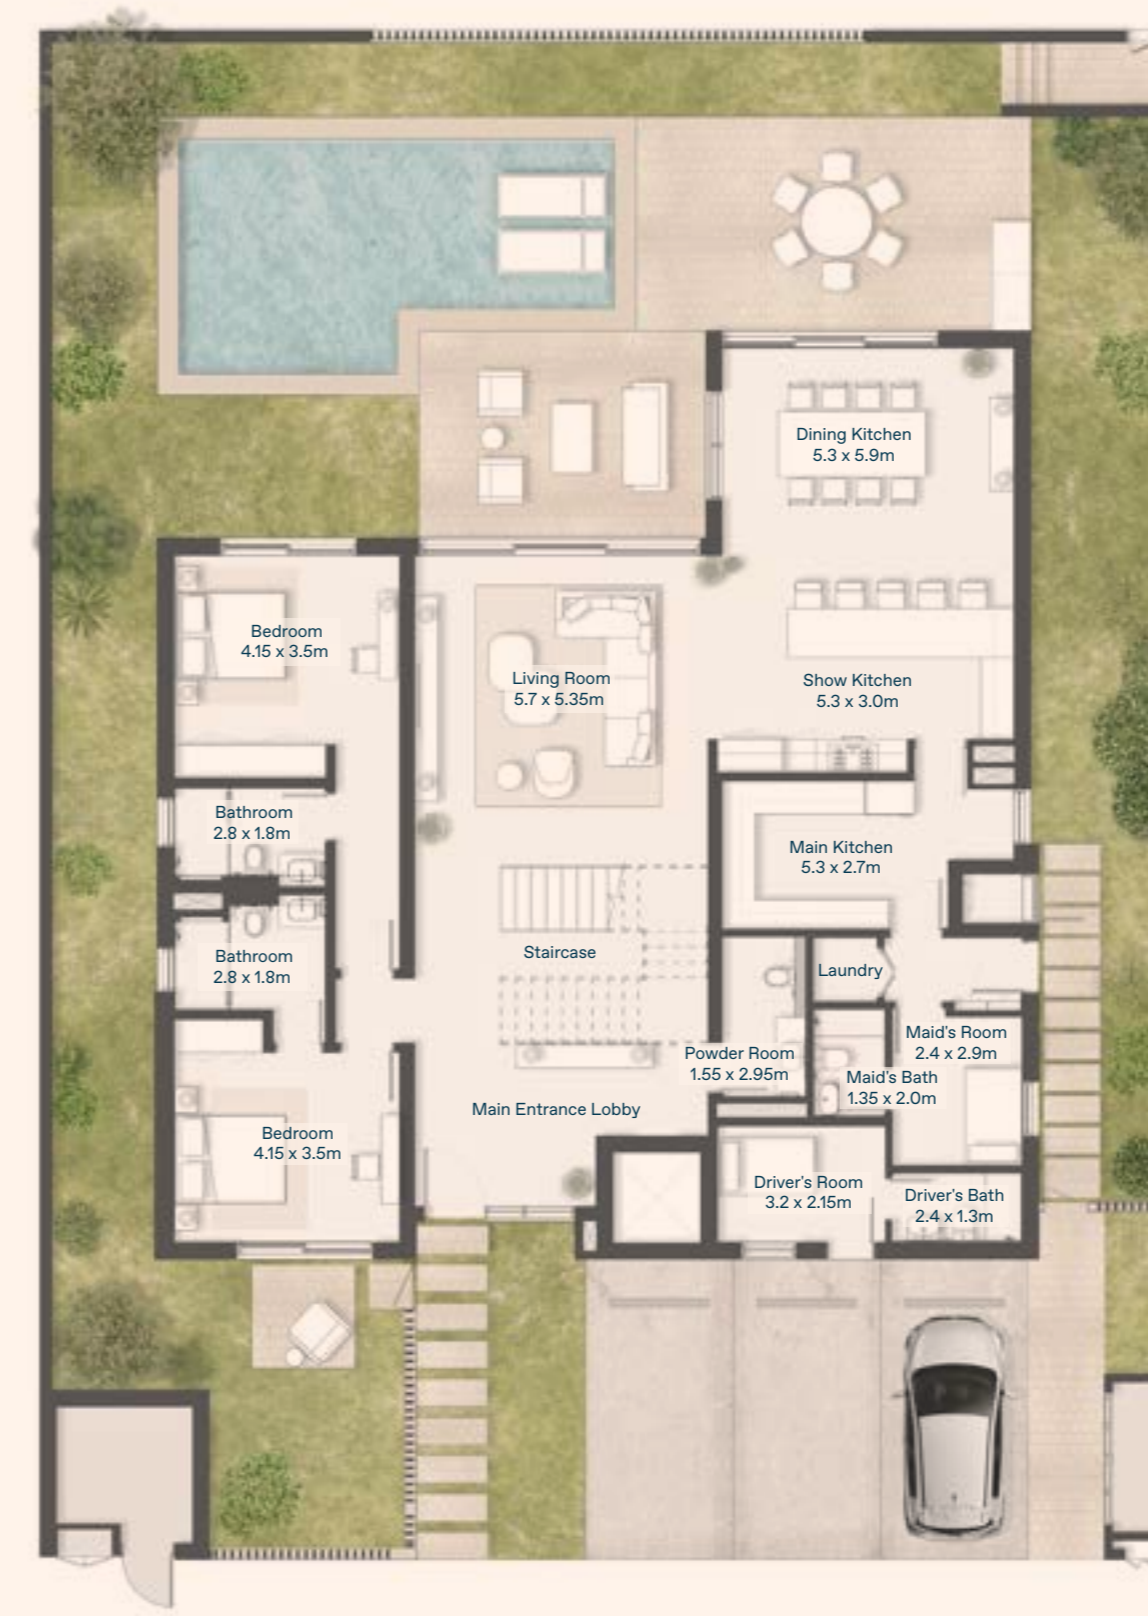 Dining Kitchen
5.3 x 5.9m
Bedroom
4.15 x 3.5m
Living Room
5.7 x 5.35m
Show Kitchen
5.3 x 3.0m
Bathroom
2.8 x 1.8m
Main Kitchen
5.3 x 2.7m
Staircase
Bathroom
2.8 x 1.8m
Laundry
Maid's Room
2.4 x 2.9m
Powder Room
1.55 x 2.95m
Maid's Bath
1.35 x 2.0m
Main Entrance Lobby
Bedroom
4.15 x 3.5m
Driver's Room
3.2 x 2.15m
Driver's Bath
2.4 x 1.3m